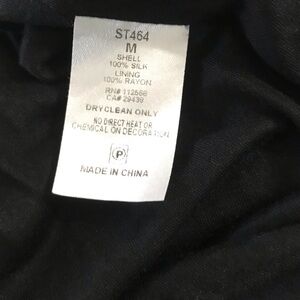 ST464
M
SHELL
100% SILK
LINING
100% RAYON
RN# 112566
CA# 29439
DRYCLEAN ONLY
NO DIRECT HEAT OR
CHEMICAL ON DECORATION
P
MADE IN CHINA